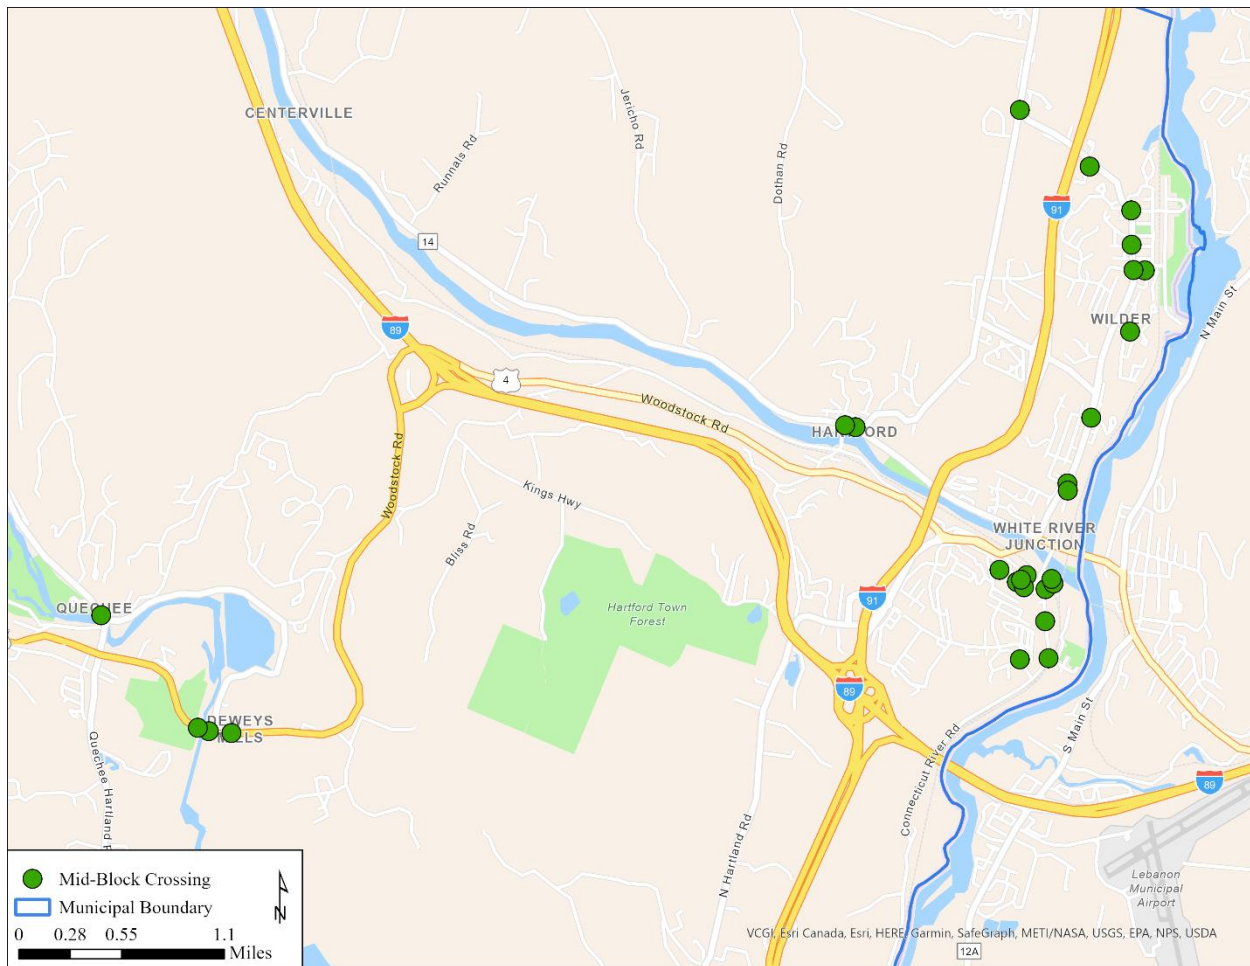 CENTERVILLE
Runnals Rd
Jericho Rd
Dothan Rd
14
91
N Main St
WILDER
89
4
Woodstock Rd
HARTFORD
Woodstock Rd
Kings Hwy
Bliss Rd
WHITE RIVER
JUNCTION
QUECHEE
Hartford Town
Forest
91
89
DEWEYS
MILLS
Quechee Hartland R
S Main St
Connecticut River Rd
89
N Hartland Rd
Lebanon
Municipal
Airport
12A
Mid-Block Crossing
Municipal Boundary
N
0 0.28 0.55 1.1
Miles
VCGI, Esri Canada, Esri, HERE, Garmin, SafeGraph, METI/NASA, USGS, EPA, NPS, USDA